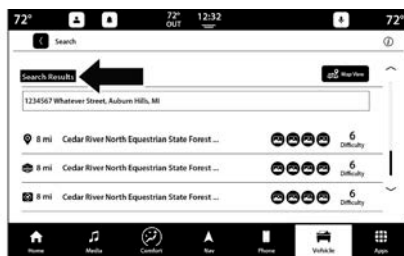 72°
72°
OUT
12:32
72°
Search
Search Results
Map View
1234567 Whatever Street, Auburn Hills, MI
8 mi Cedar River North Equestrian State Forest ... 6
Difficulty
8 mi Cedar River North Equestrian State Forest ... 6
Difficulty
8 mi Cedar River North Equestrian State Forest ... 6
Difficulty
Home Media Comfort Nav Phone Vehicle Apps